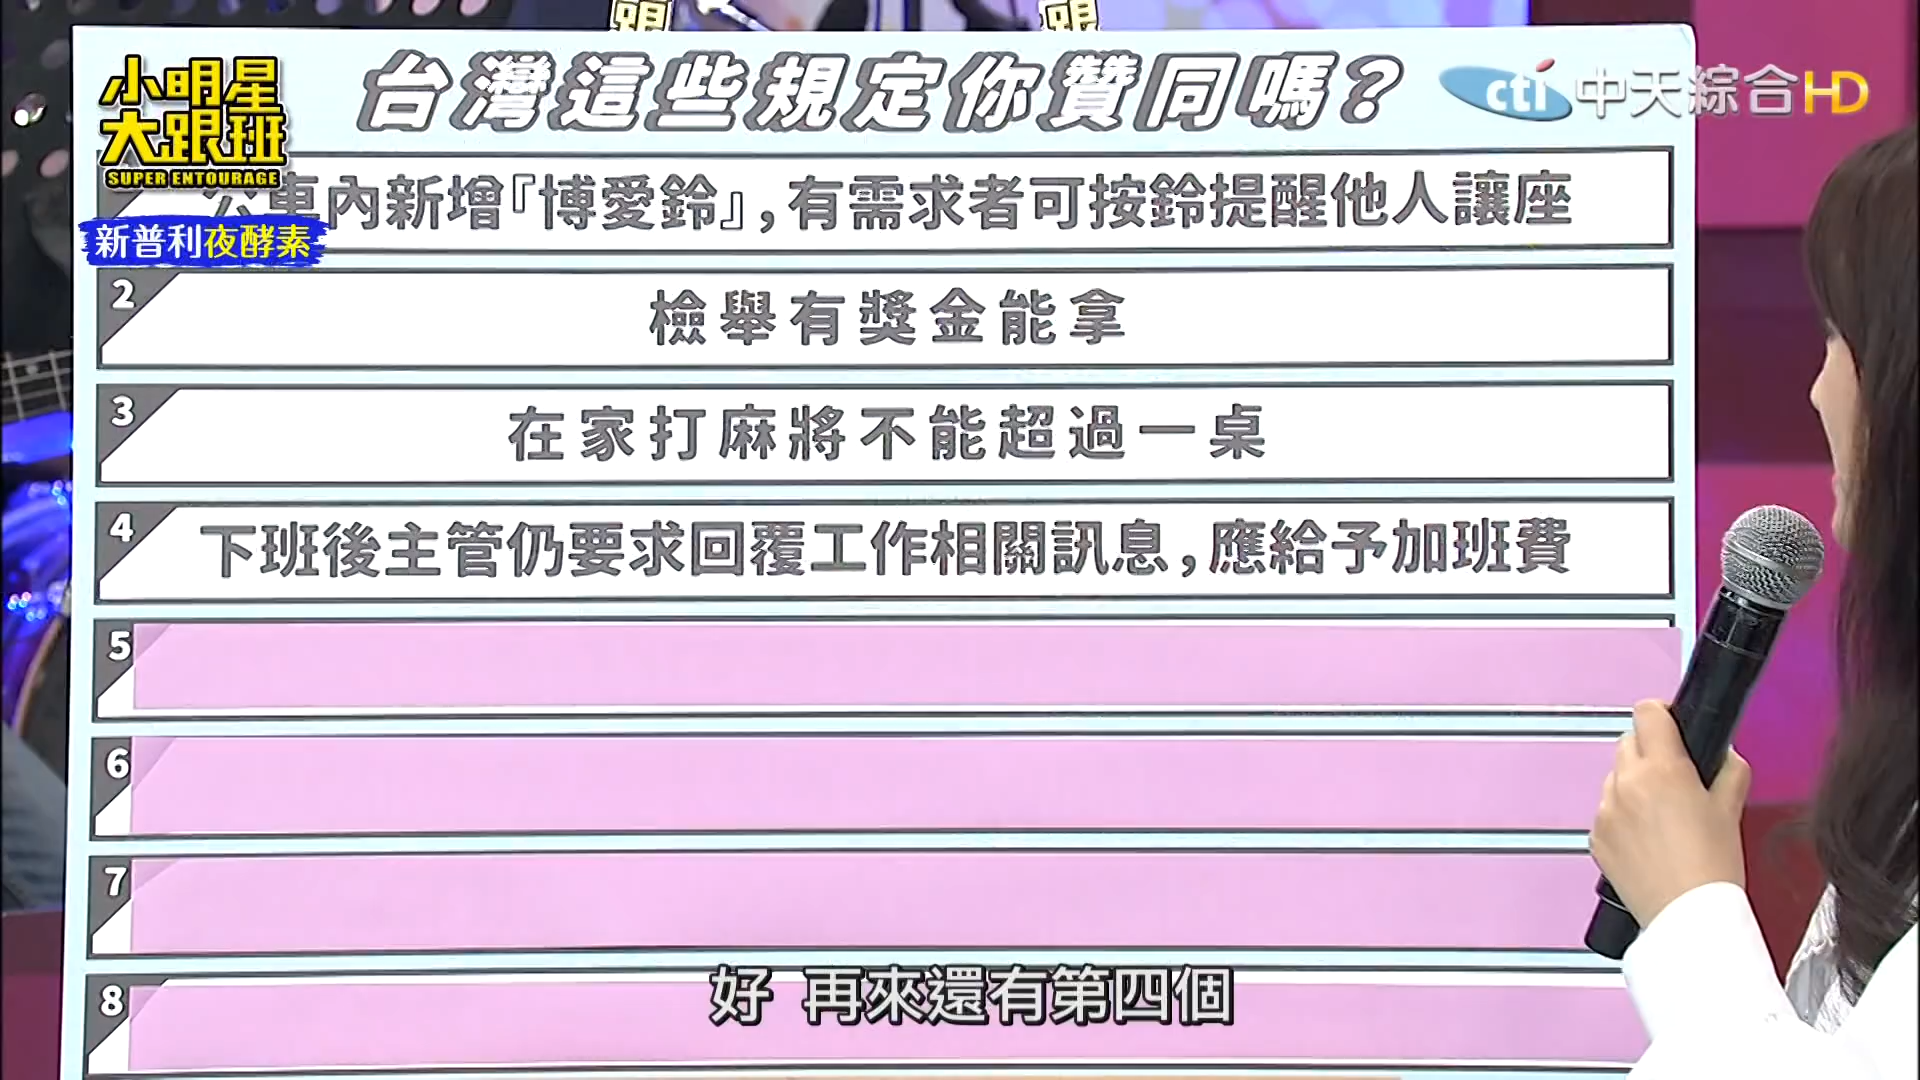 跟
跟
台灣這些規定你贊同嗎?
小明星
大跟班
SUPER ENTOURAGE
cti 中天綜合HD
新普利夜酵素
公車內新增『博愛鈴』,有需求者可按鈴提醒他人讓座
2 檢舉有獎金能拿
3 在家打麻將不能超過一桌
4 下班後主管仍要求回覆工作相關訊息,應給予加班費
5
6
7
8
好 再來還有第四個